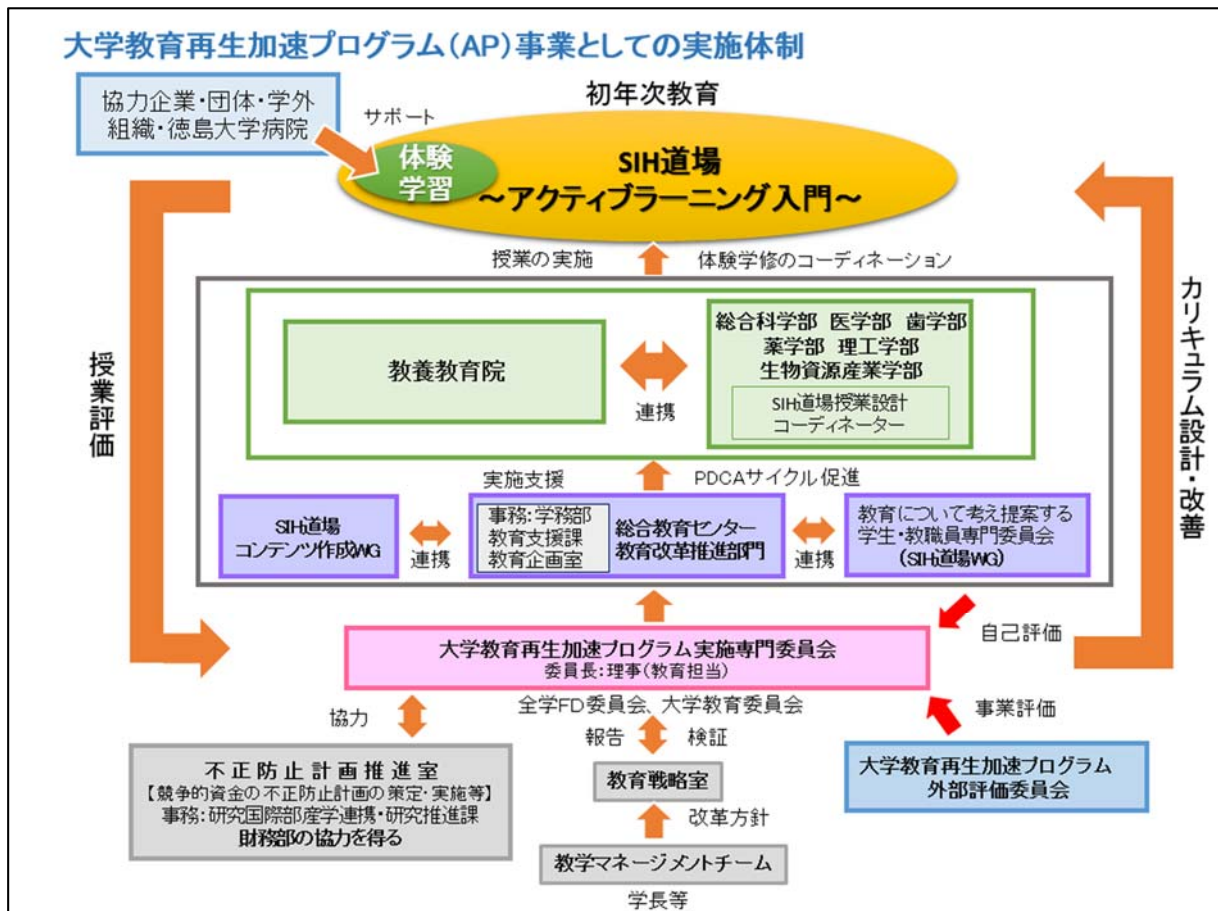 大学教育再生加速プログラム(AP)事業としての実施体制
協力企業・団体・学外
組織・徳島大学病院
サポート
初年次教育
体験
学習
SIH道場
～アクティブラーニング入門～
授業の実施
体験学修のコーディネーション
授業評価
カリキュラム設計・改善
教養教育院
連携
総合科学部 医学部 歯学部
薬学部 理工学部
生物資源産業学部
SIH道場授業設計
コーディネーター
実施支援
PDCAサイクル促進
SIH道場
コンテンツ作成WG
連携
事務:学務部
教育支援課
教育企画室
総合教育センター
教育改革推進部門
連携
教育について考え提案する
学生・教職員専門委員会
(SIH道場WG)
自己評価
大学教育再生加速プログラム実施専門委員会
委員長:理事(教育担当)
全学FD委員会、大学教育委員会
協力
報告
検証
事業評価
不正防止計画推進室
【競争的資金の不正防止計画の策定・実施等】
事務:研究国際部産学連携・研究推進課
財務部の協力を得る
教育戦略室
改革方針
教学マネージメントチーム
学長等
大学教育再生加速プログラム
外部評価委員会